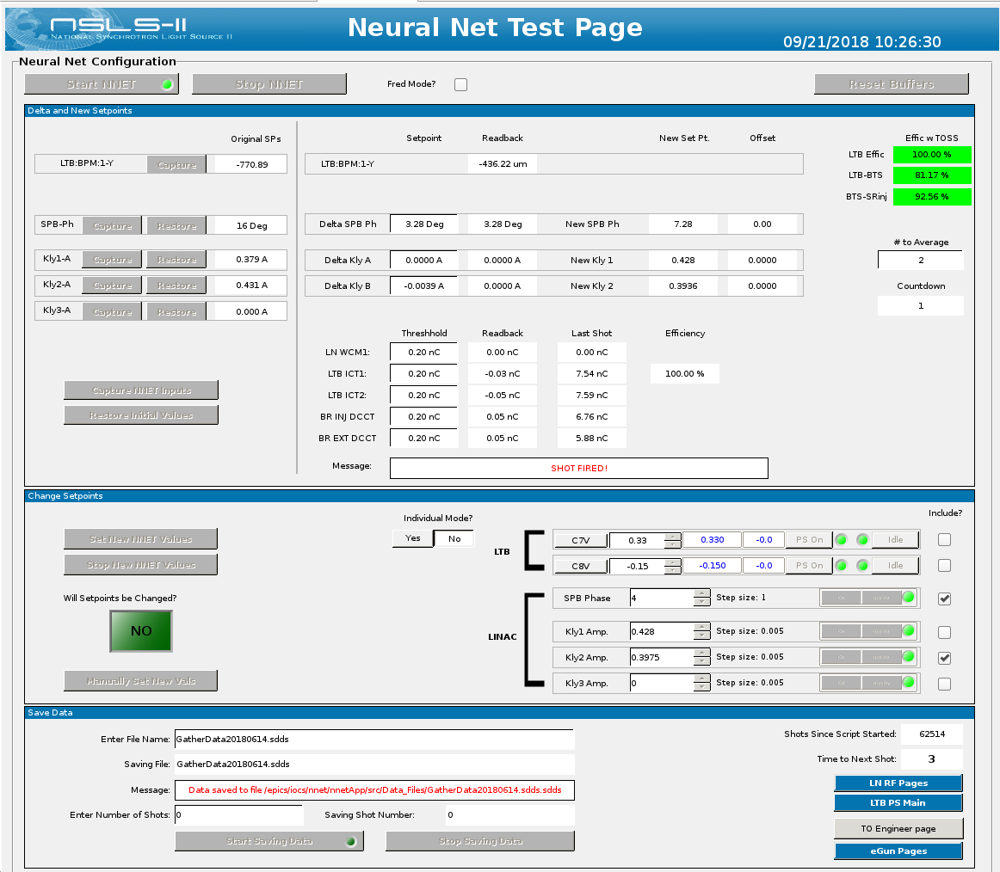 NSLS-II
NATIONAL SYNCHROTRON LIGHT SOURCE II
Neural Net Test Page
09/21/2018 10:26:30
Neural Net Configuration
Start NNET Stop NNET Fred Mode? Reset Buffers
Delta and New Setpoints
Original SPs Setpoint Readback New Set Pt. Offset Effic w TOSS
LTB:BPM:1-Y Capture -770.89 LTB:BPM:1-Y -436.22 um
LTB Effic 100.00 %
LTB-BTS 81.17 %
BTS-SRinj 92.56 %
SPB-Ph Capture Restore 16 Deg Delta SPB Ph 3.28 Deg 3.28 Deg New SPB Ph 7.28 0.00
# to Average
Kly1-A Capture Restore 0.379 A Delta Kly A 0.0000 A 0.0000 A New Kly 1 0.428 0.0000 2
Kly2-A Capture Restore 0.431 A Delta Kly B -0.0039 A 0.0000 A New Kly 2 0.3936 0.0000 Countdown
Kly3-A Capture Restore 0.000 A 1
Threshhold Readback Last Shot Efficiency
LN WCM1: 0.20 nC 0.00 nC 0.00 nC
LTB ICT1: 0.20 nC -0.03 nC 7.54 nC 100.00 %
Capture NNET Inputs LTB ICT2: 0.20 nC -0.05 nC 7.59 nC
Restore Initial Values BR INJ DCCT 0.20 nC 0.05 nC 6.76 nC
BR EXT DCCT 0.20 nC 0.05 nC 5.88 nC
Message: SHOT FIRED!
Change Setpoints
Individual Mode? Include?
Set New NNET Values Yes No C7V 0.33 0.330 -0.0 PS On Idle
LTB
Stop New NNET Values C8V -0.15 -0.150 -0.0 PS On Idle
Will Setpoints be Changed? SPB Phase 4 Step size: 1
NO LINAC Kly1 Amp. 0.428 Step size: 0.005
Kly2 Amp. 0.3975 Step size: 0.005
Manually Set New Vals Kly3 Amp. 0 Step size: 0.005
Save Data
Enter File Name: GatherData20180614.sdds Shots Since Script Started: 62514
Saving File: GatherData20180614.sdds Time to Next Shot: 3
Message: Data saved to file /epics/iocs/nnet/nnetApp/src/Data_Files/GatherData20180614.sdds.sdds LN RF Pages
LTB PS Main
Enter Number of Shots: 0 Saving Shot Number: 0
TO Engineer page
Start Saving Data Stop Saving Data
eGun Pages